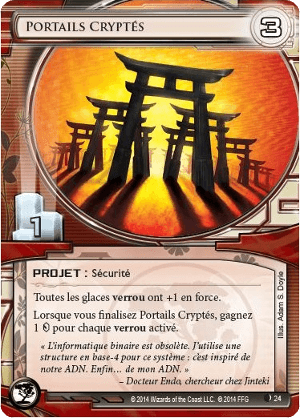 PORTAILS CRYPTÉS
3
1
PROJET : Sécurité
Toutes les glaces verrou ont +1 en force.
Lorsque vous finalisez Portails Cryptés, gagnez
1 pour chaque verrou activé.
« L'informatique binaire est obsolète. J'utilise une
structure en base-4 pour ce système : c'est inspiré de
notre ADN. Enfin… de mon ADN. »
– Docteur Endo, chercheur chez Jinteki
Illus. Adam S. Doyle
© 2014 Wizards of the Coast LLC. © 2014 FFG
24